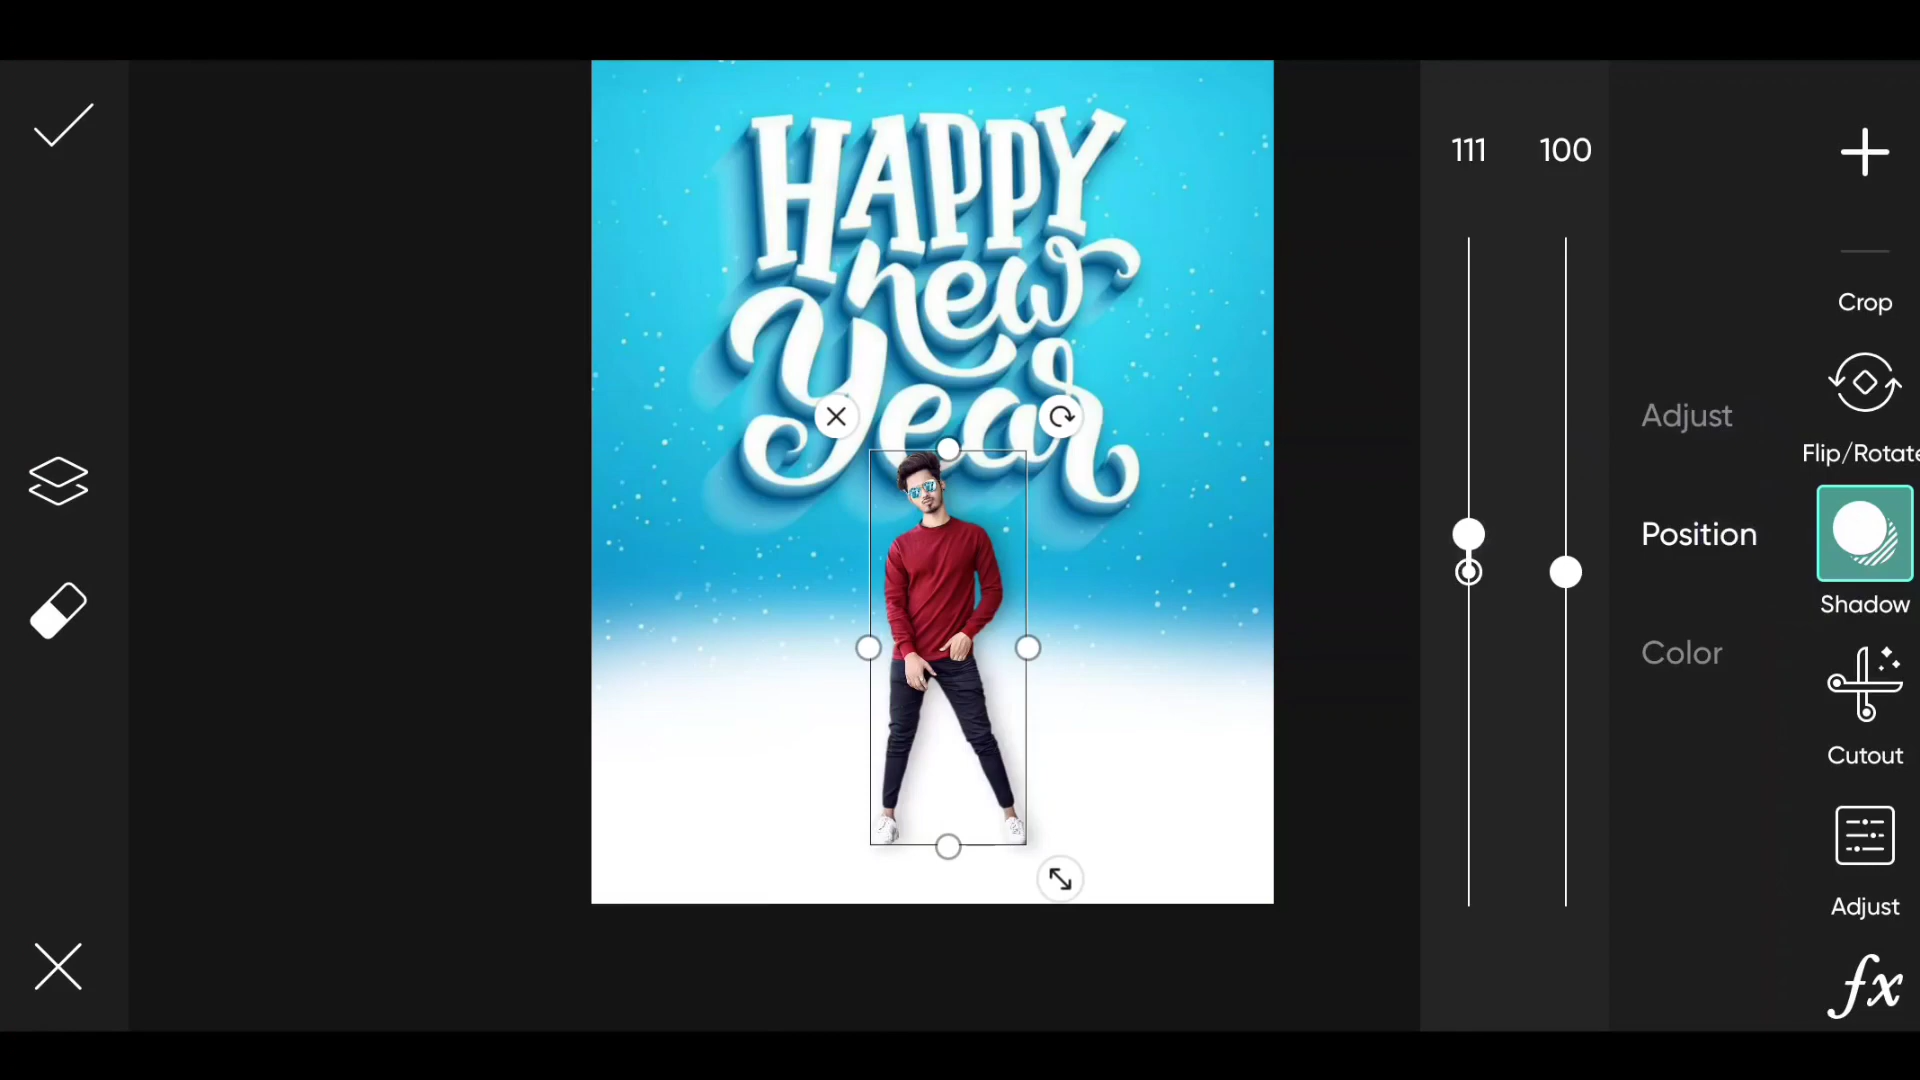 HAPPY
new
Year
111
100
Crop
Flip/Rotate
Adjust
Position
Color
Shadow
Cutout
Adjust
fx